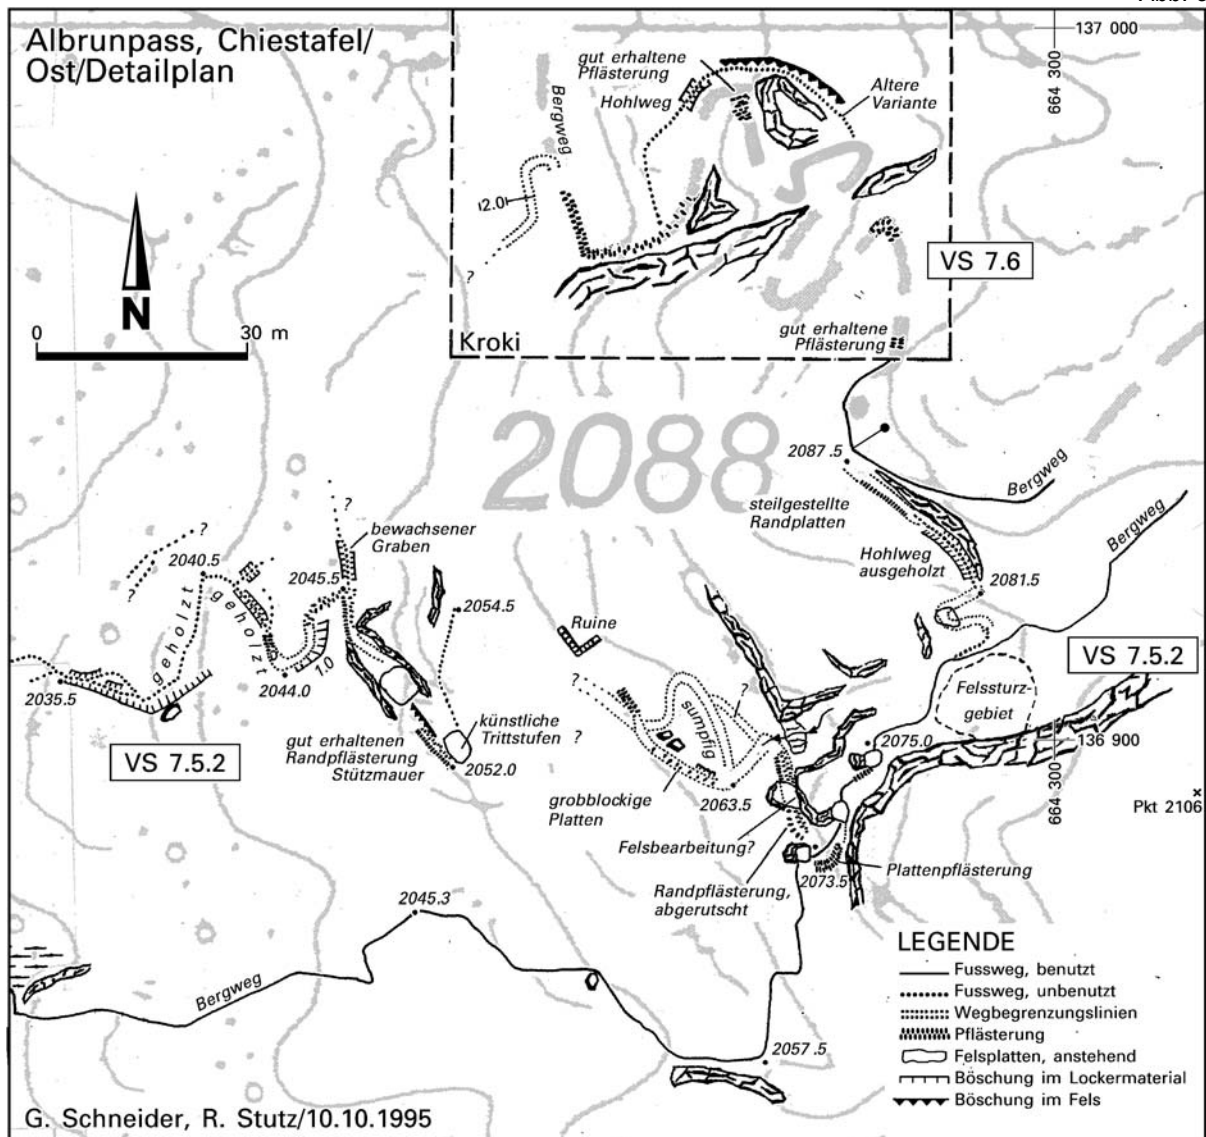 Albrunpass, Chiestafel/
Ost/Detailplan
137 000
664 300
gut erhaltene
Pflästerung
Hohlweg
Ältere
Variante
Bergweg
12.0
?
VS 7.6
N
0 30 m
Kroki
gut erhaltene
Pflästerung
2088
2087.5
Bergweg
steilgestellte
Randplatten
Bergweg
Hohlweg
ausgeholzt
2081.5
?
bewachsener
Graben
?
2040.5
?
2045.5
geholzt
geholzt
2054.5
Ruine
1.0
2044.0
2035.5
VS 7.5.2
?
?
sumpfig
VS 7.5.2
Felssturz-
gebiet
künstliche
Trittstufen
?
gut erhaltenen
Randpflästerung
Stützmauer
2052.0
2075.0
136 900
664 300
2063.5
grobblockige
Platten
Pkt 2106
Felsbearbeitung?
Plattenpflästerung
2073.5
Randpflästerung,
abgerutscht
2045.3
Bergweg
2057.5
LEGENDE
Fussweg, benutzt
Fussweg, unbenutzt
Wegbegrenzungslinien
Pflästerung
Felsplatten, anstehend
Böschung im Lockermaterial
Böschung im Fels
G. Schneider, R. Stutz/10.10.1995